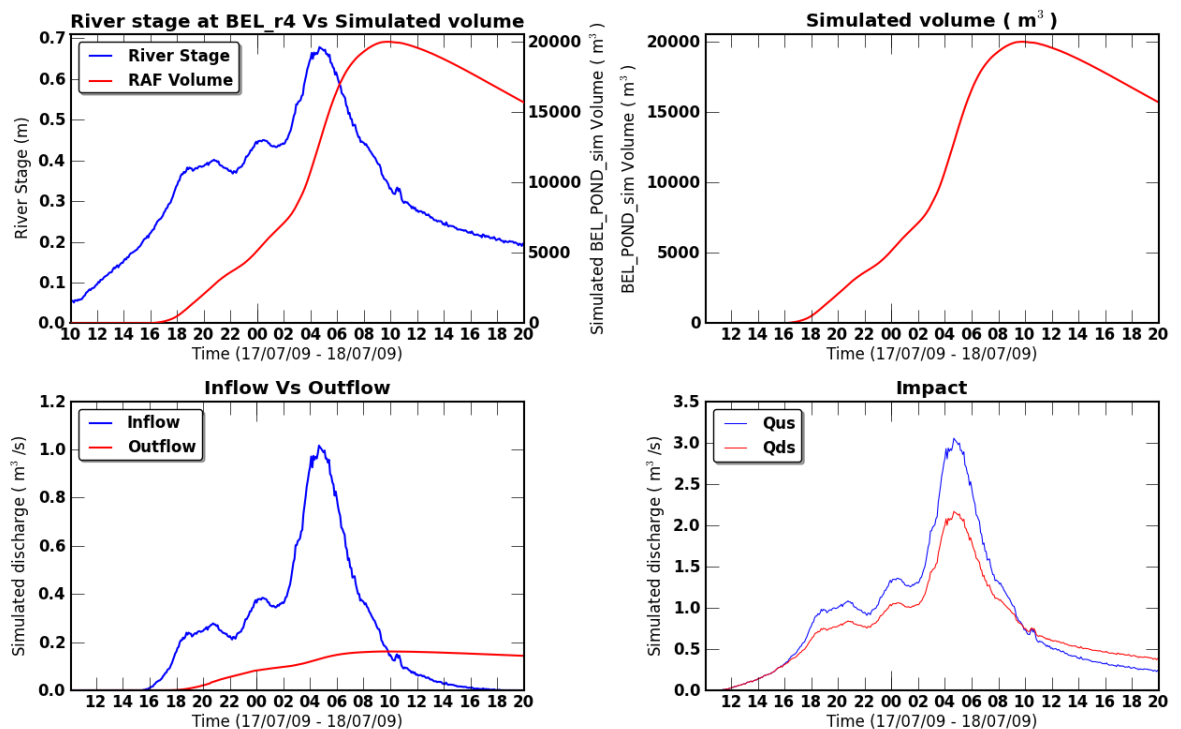 River stage at BEL_r4 Vs Simulated volume
River Stage
RAF Volume
River Stage (m)
0.7
0.6
0.5
0.4
0.3
0.2
0.1
0.0
20000
15000
10000
5000
0
Simulated BEL_POND_sim Volume ( m³ )
10 12 14 16 18 20 22 00 02 04 06 08 10 12 14 16 18 20
Time (17/07/09 - 18/07/09)
Simulated volume ( m³ )
BEL_POND_sim Volume ( m³ )
20000
15000
10000
5000
0
12 14 16 18 20 22 00 02 04 06 08 10 12 14 16 18 20
Time (17/07/09 - 18/07/09)
Inflow Vs Outflow
Inflow
Outflow
Simulated discharge ( m³ /s)
1.2
1.0
0.8
0.6
0.4
0.2
0.0
12 14 16 18 20 22 00 02 04 06 08 10 12 14 16 18 20
Time (17/07/09 - 18/07/09)
Impact
Qus
Qds
Simulated discharge ( m³ /s)
3.5
3.0
2.5
2.0
1.5
1.0
0.5
0.0
12 14 16 18 20 22 00 02 04 06 08 10 12 14 16 18 20
Time (17/07/09 - 18/07/09)